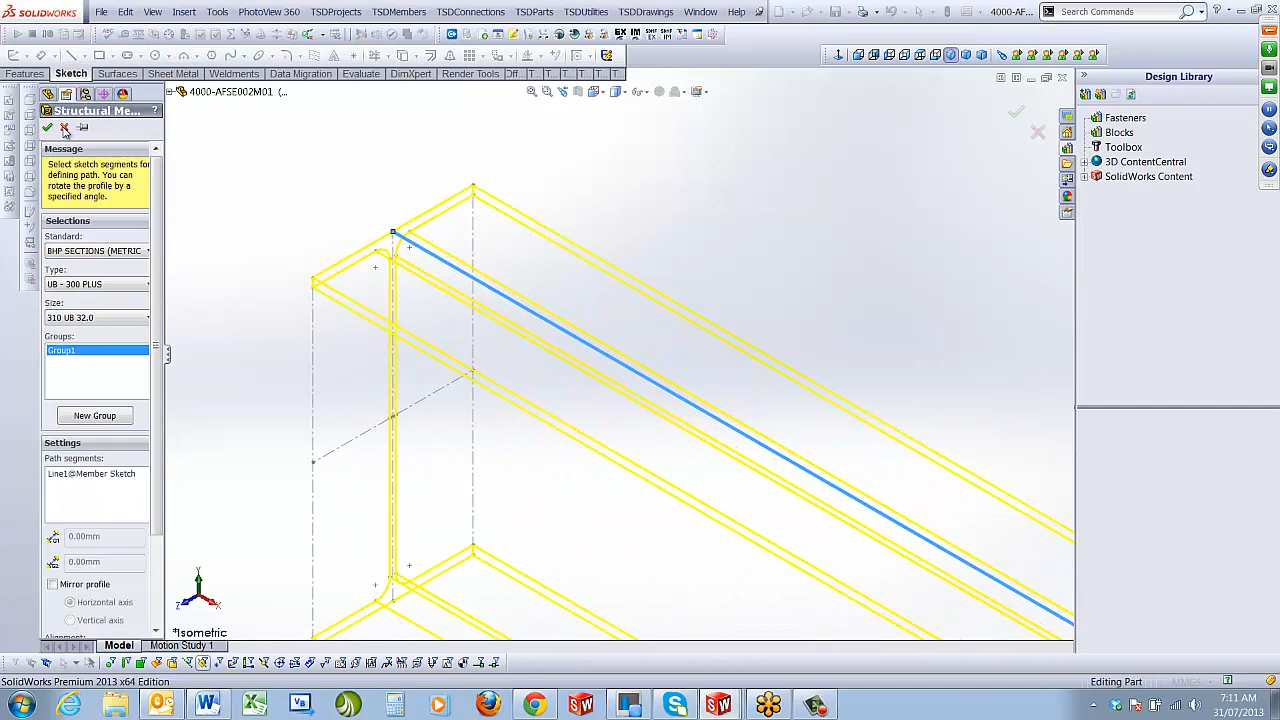 SOLIDWORKS File Edit View Insert Tools PhotoView 360 TSDProjects TSDMembers TSDConnections TSDParts TSDUtilities TSDDrawings Window Help 4000-AF... Search Commands
Features Sketch Surfaces Sheet Metal Weldments Data Migration Evaluate DimXpert Render Tools Off T... T... T... T... T...
Structural Me... ?
4000-AFSE002M01 (...
Message
Select sketch segments for
defining path. You can
rotate the profile by a
specified angle.
Selections
Standard:
BHP SECTIONS (METRIC
Type:
UB - 300 PLUS
Size:
310 UB 32.0
Groups:
Group1
New Group
Settings
Path segments:
Line1@Member Sketch
0.00mm
0.00mm
Mirror profile
Horizontal axis
Vertical axis
Alignment:
Y
Z
X
*Isometric
Design Library
Fasteners
Blocks
Toolbox
3D ContentCentral
SolidWorks Content
Model Motion Study 1
SolidWorks Premium 2013 x64 Edition Editing Part MMGS
7:11 AM
31/07/2013